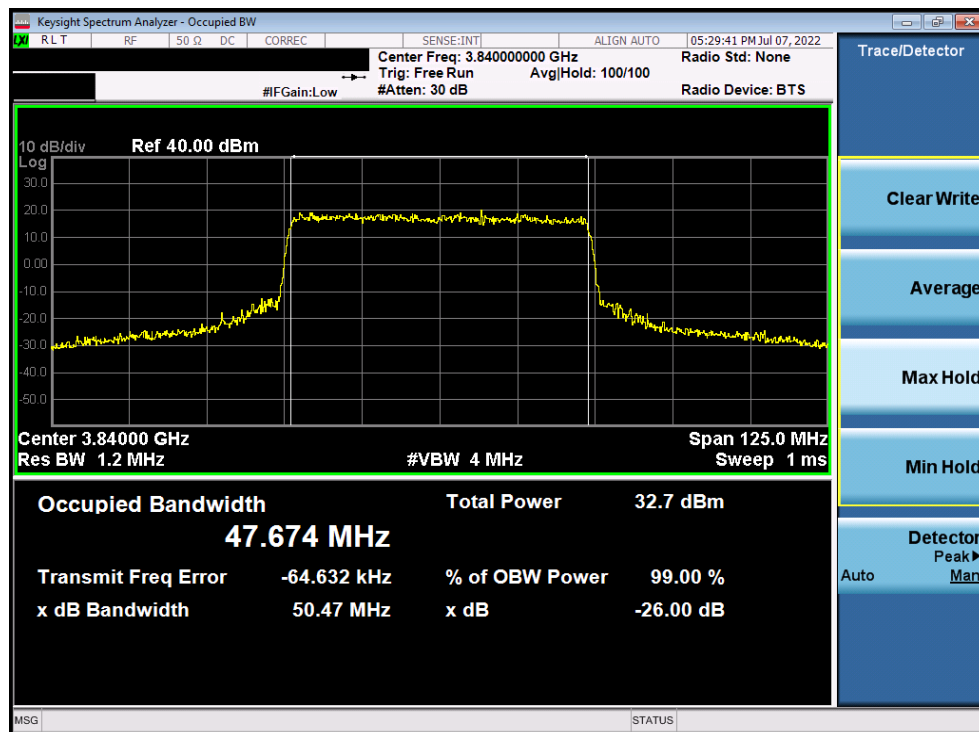 Keysight Spectrum Analyzer - Occupied BW
LXI RLT RF 50 Ω DC CORREC SENSE:INT ALIGN AUTO 05:29:41 PM Jul 07, 2022
Center Freq: 3.840000000 GHz Radio Std: None
Trig: Free Run Avg|Hold: 100/100
#IFGain:Low #Atten: 30 dB Radio Device: BTS
10 dB/div Ref 40.00 dBm
Log
30.0
20.0
10.0
0.00
-10.0
-20.0
-30.0
-40.0
-50.0
Center 3.84000 GHz Span 125.0 MHz
Res BW 1.2 MHz #VBW 4 MHz Sweep 1 ms
Occupied Bandwidth Total Power 32.7 dBm
47.674 MHz
Transmit Freq Error -64.632 kHz % of OBW Power 99.00 %
x dB Bandwidth 50.47 MHz x dB -26.00 dB
MSG STATUS
Trace/Detector
Clear Write
Average
Max Hold
Min Hold
Detector
Peak▶
Auto Man